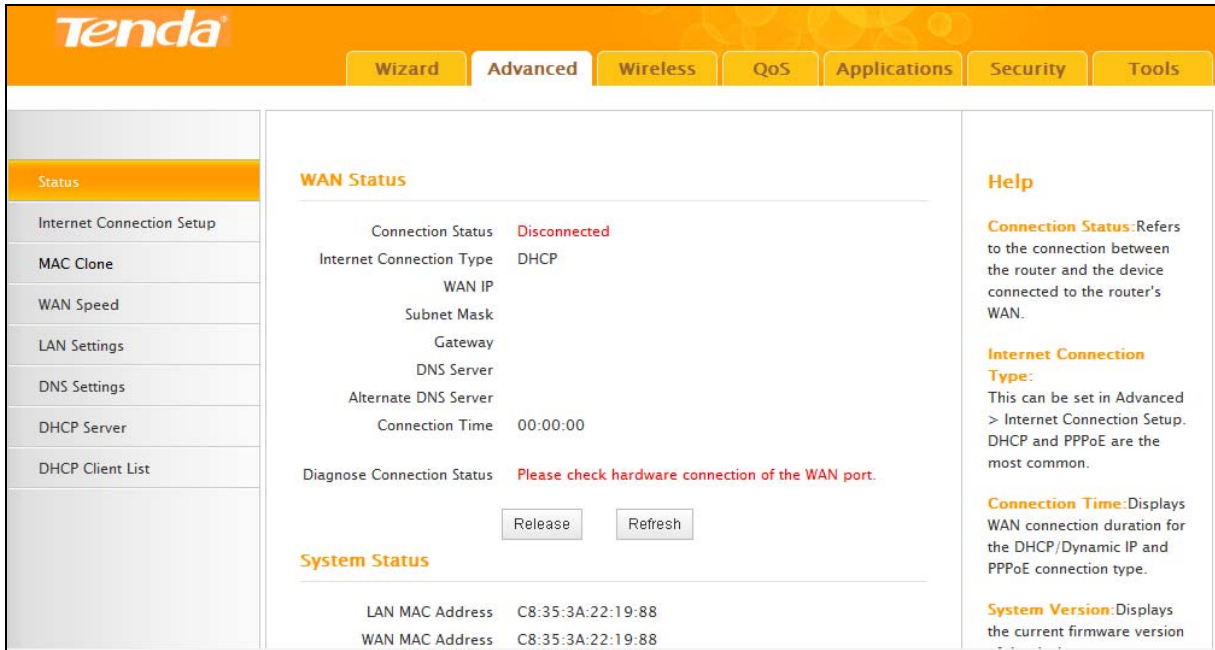 Tenda
Wizard Advanced Wireless QoS Applications Security Tools
Status
Internet Connection Setup
MAC Clone
WAN Speed
LAN Settings
DNS Settings
DHCP Server
DHCP Client List
WAN Status
Connection Status Disconnected
Internet Connection Type DHCP
WAN IP
Subnet Mask
Gateway
DNS Server
Alternate DNS Server
Connection Time 00:00:00
Diagnose Connection Status Please check hardware connection of the WAN port.
Release Refresh
System Status
LAN MAC Address C8:35:3A:22:19:88
WAN MAC Address C8:35:3A:22:19:88
Help
Connection Status:Refers
to the connection between
the router and the device
connected to the router's
WAN.
Internet Connection
Type:
This can be set in Advanced
> Internet Connection Setup.
DHCP and PPPoE are the
most common.
Connection Time:Displays
WAN connection duration for
the DHCP/Dynamic IP and
PPPoE connection type.
System Version:Displays
the current firmware version